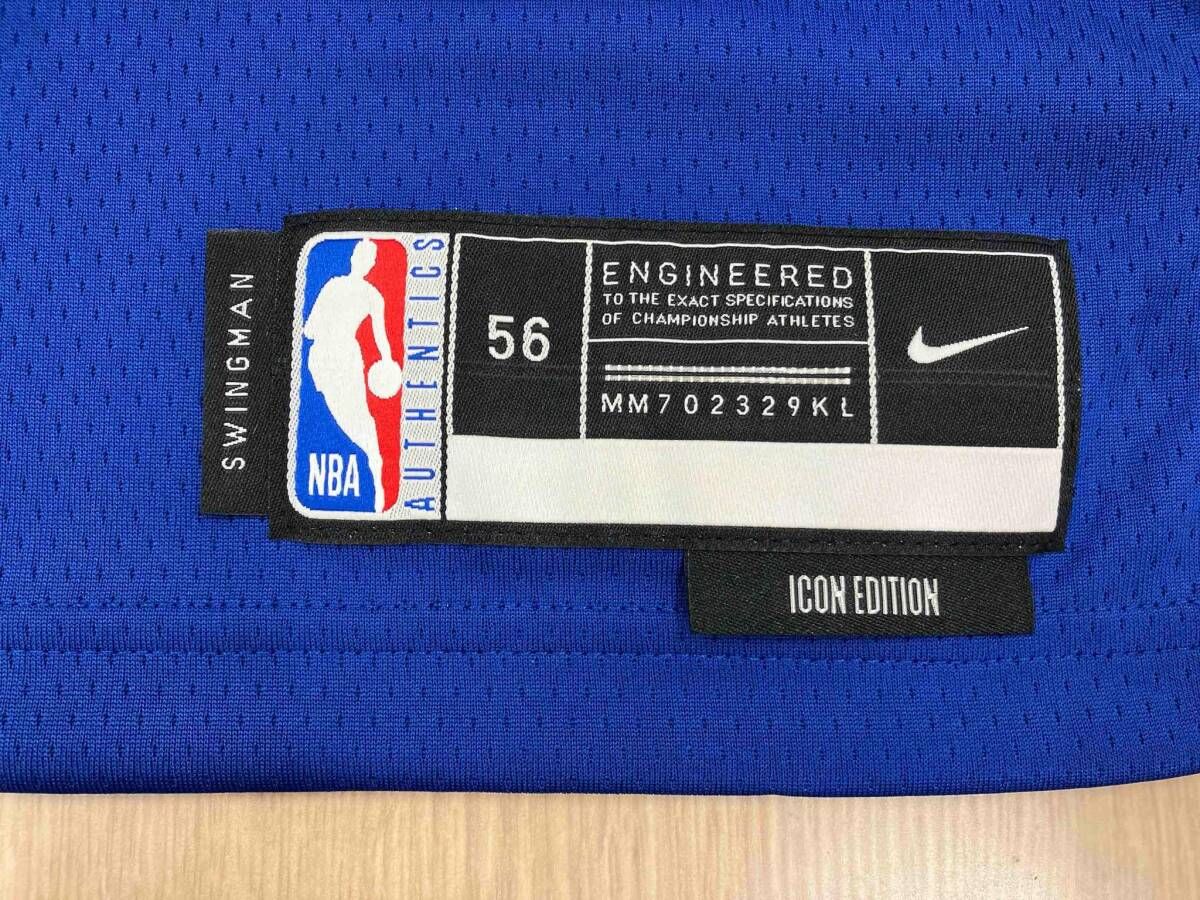 SWINGMAN
NBA
AUTHENTICS
56
ENGINEERED
TO THE EXACT SPECIFICATIONS
OF CHAMPIONSHIP ATHLETES
MM702329KL
ICON EDITION